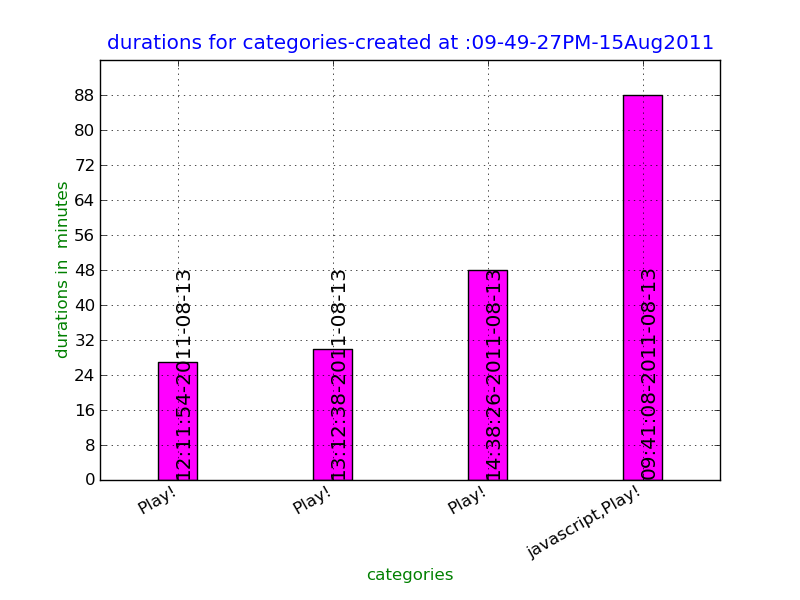 durations for categories-created at :09-49-27PM-15Aug2011
durations in  minutes
88
80
72
64
56
48
40
32
24
16
8
0
12:11:54-2011-08-13
13:12:38-2011-08-13
14:38:26-2011-08-13
09:41:08-2011-08-13
Play!
Play!
Play!
javascript,Play!
categories